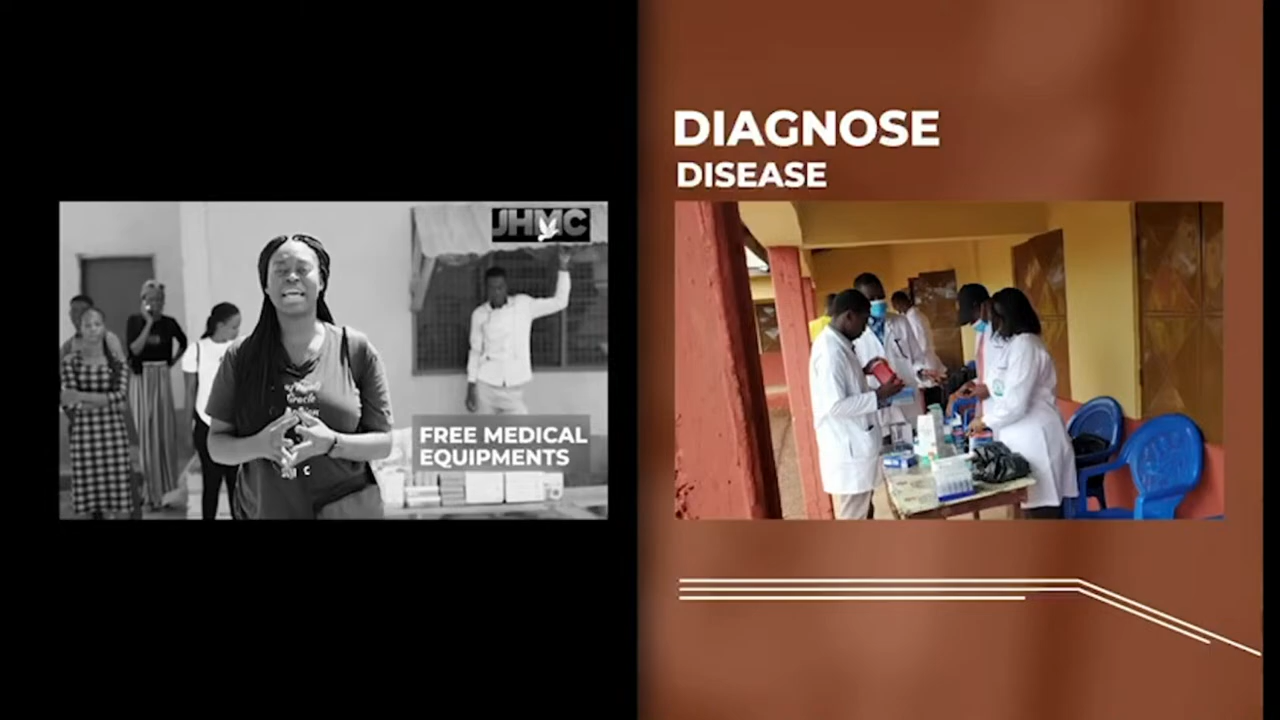 JHMC
FREE MEDICAL
EQUIPMENTS
DIAGNOSE
DISEASE